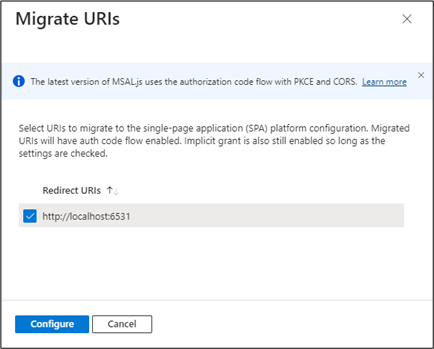 Migrate URIs
The latest version of MSAL.js uses the authorization code flow with PKCE and CORS. Learn more
Select URIs to migrate to the single-page application (SPA) platform configuration. Migrated
URIs will have auth code flow enabled. Implicit grant is also still enabled so long as the
settings are checked.
Redirect URIs ↑↓
http://localhost:6531
Configure Cancel